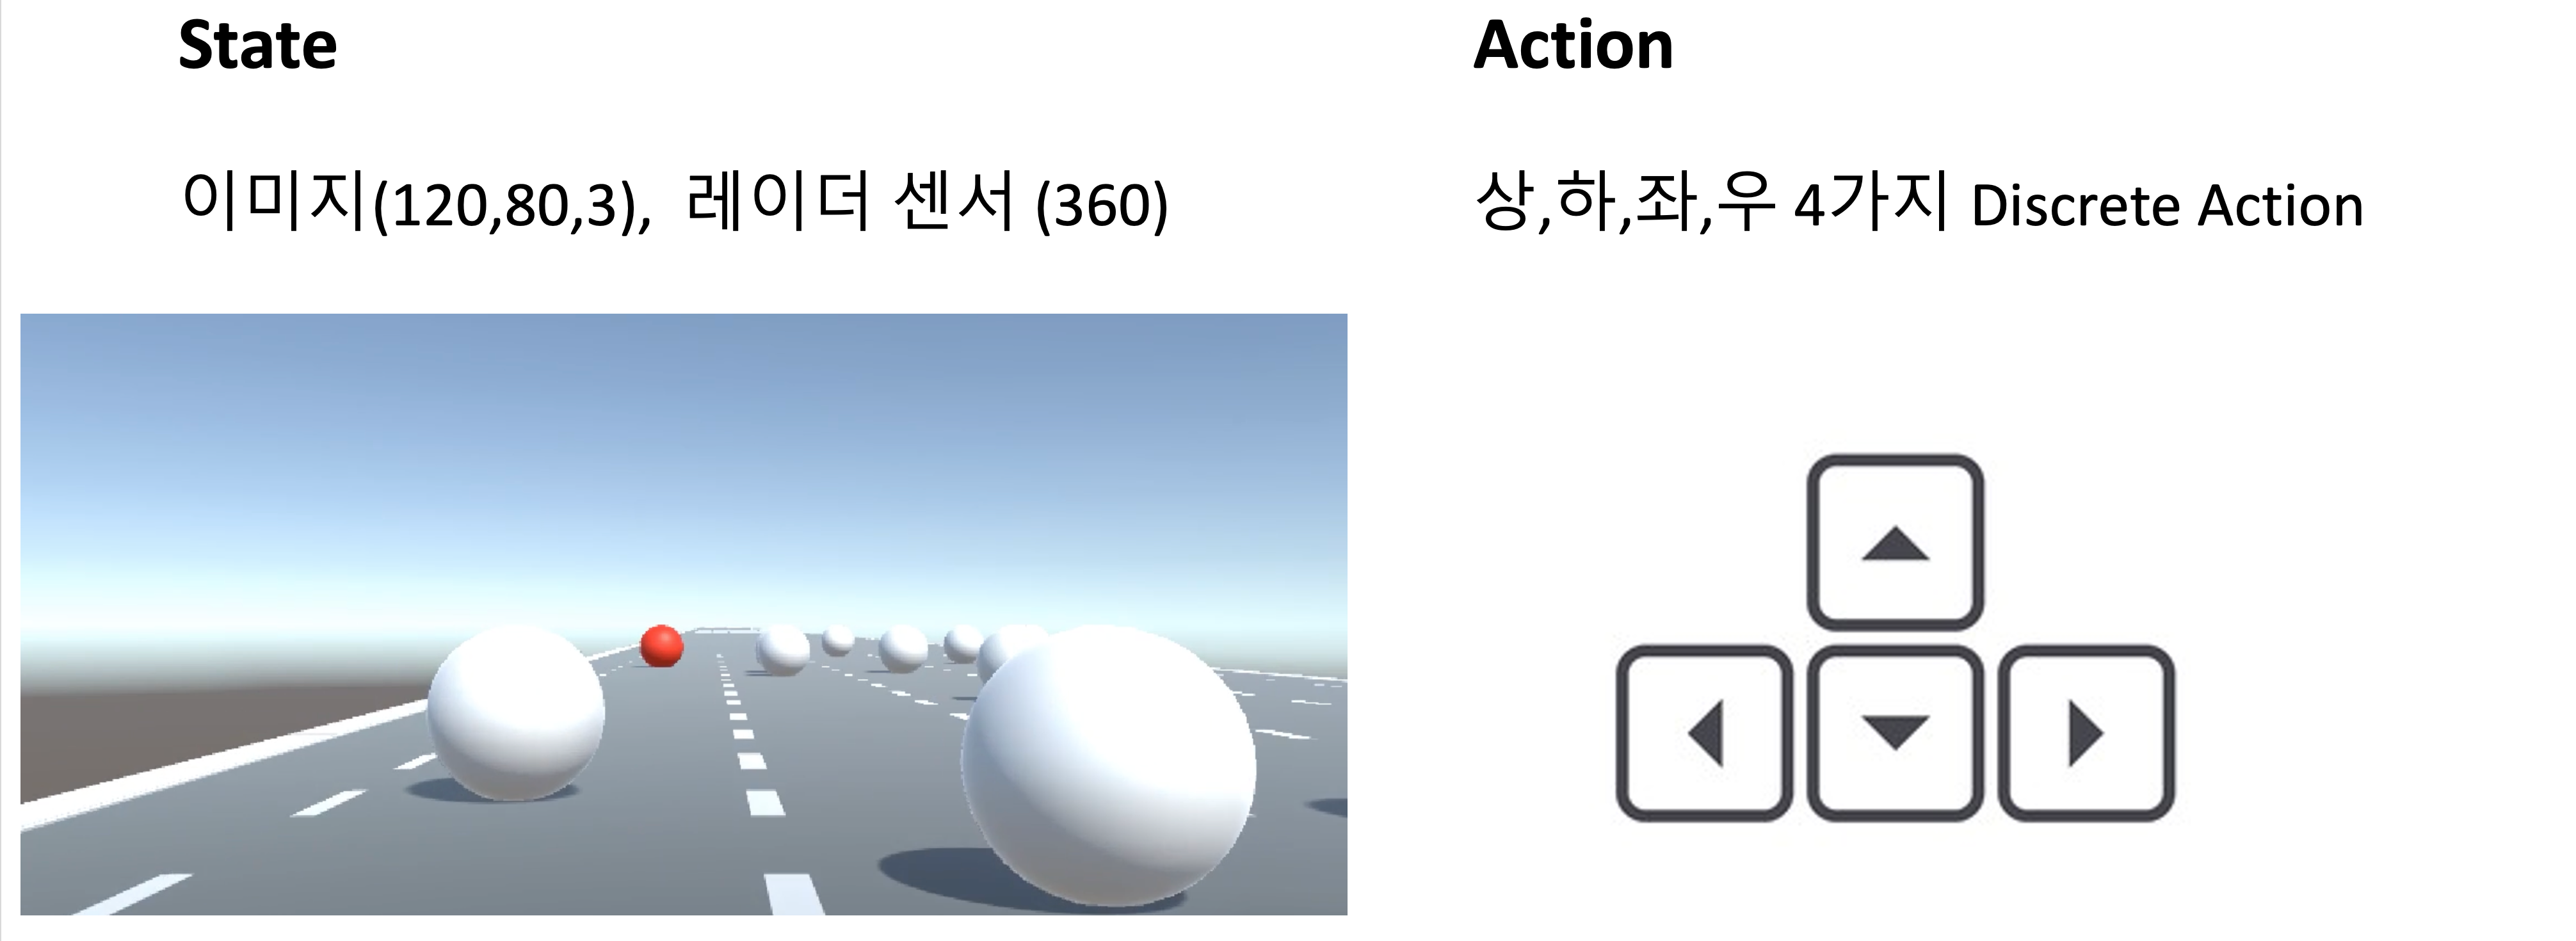 State
이미지(120,80,3), 레이더 센서 (360)
Action
상,하,좌,우 4가지 Discrete Action